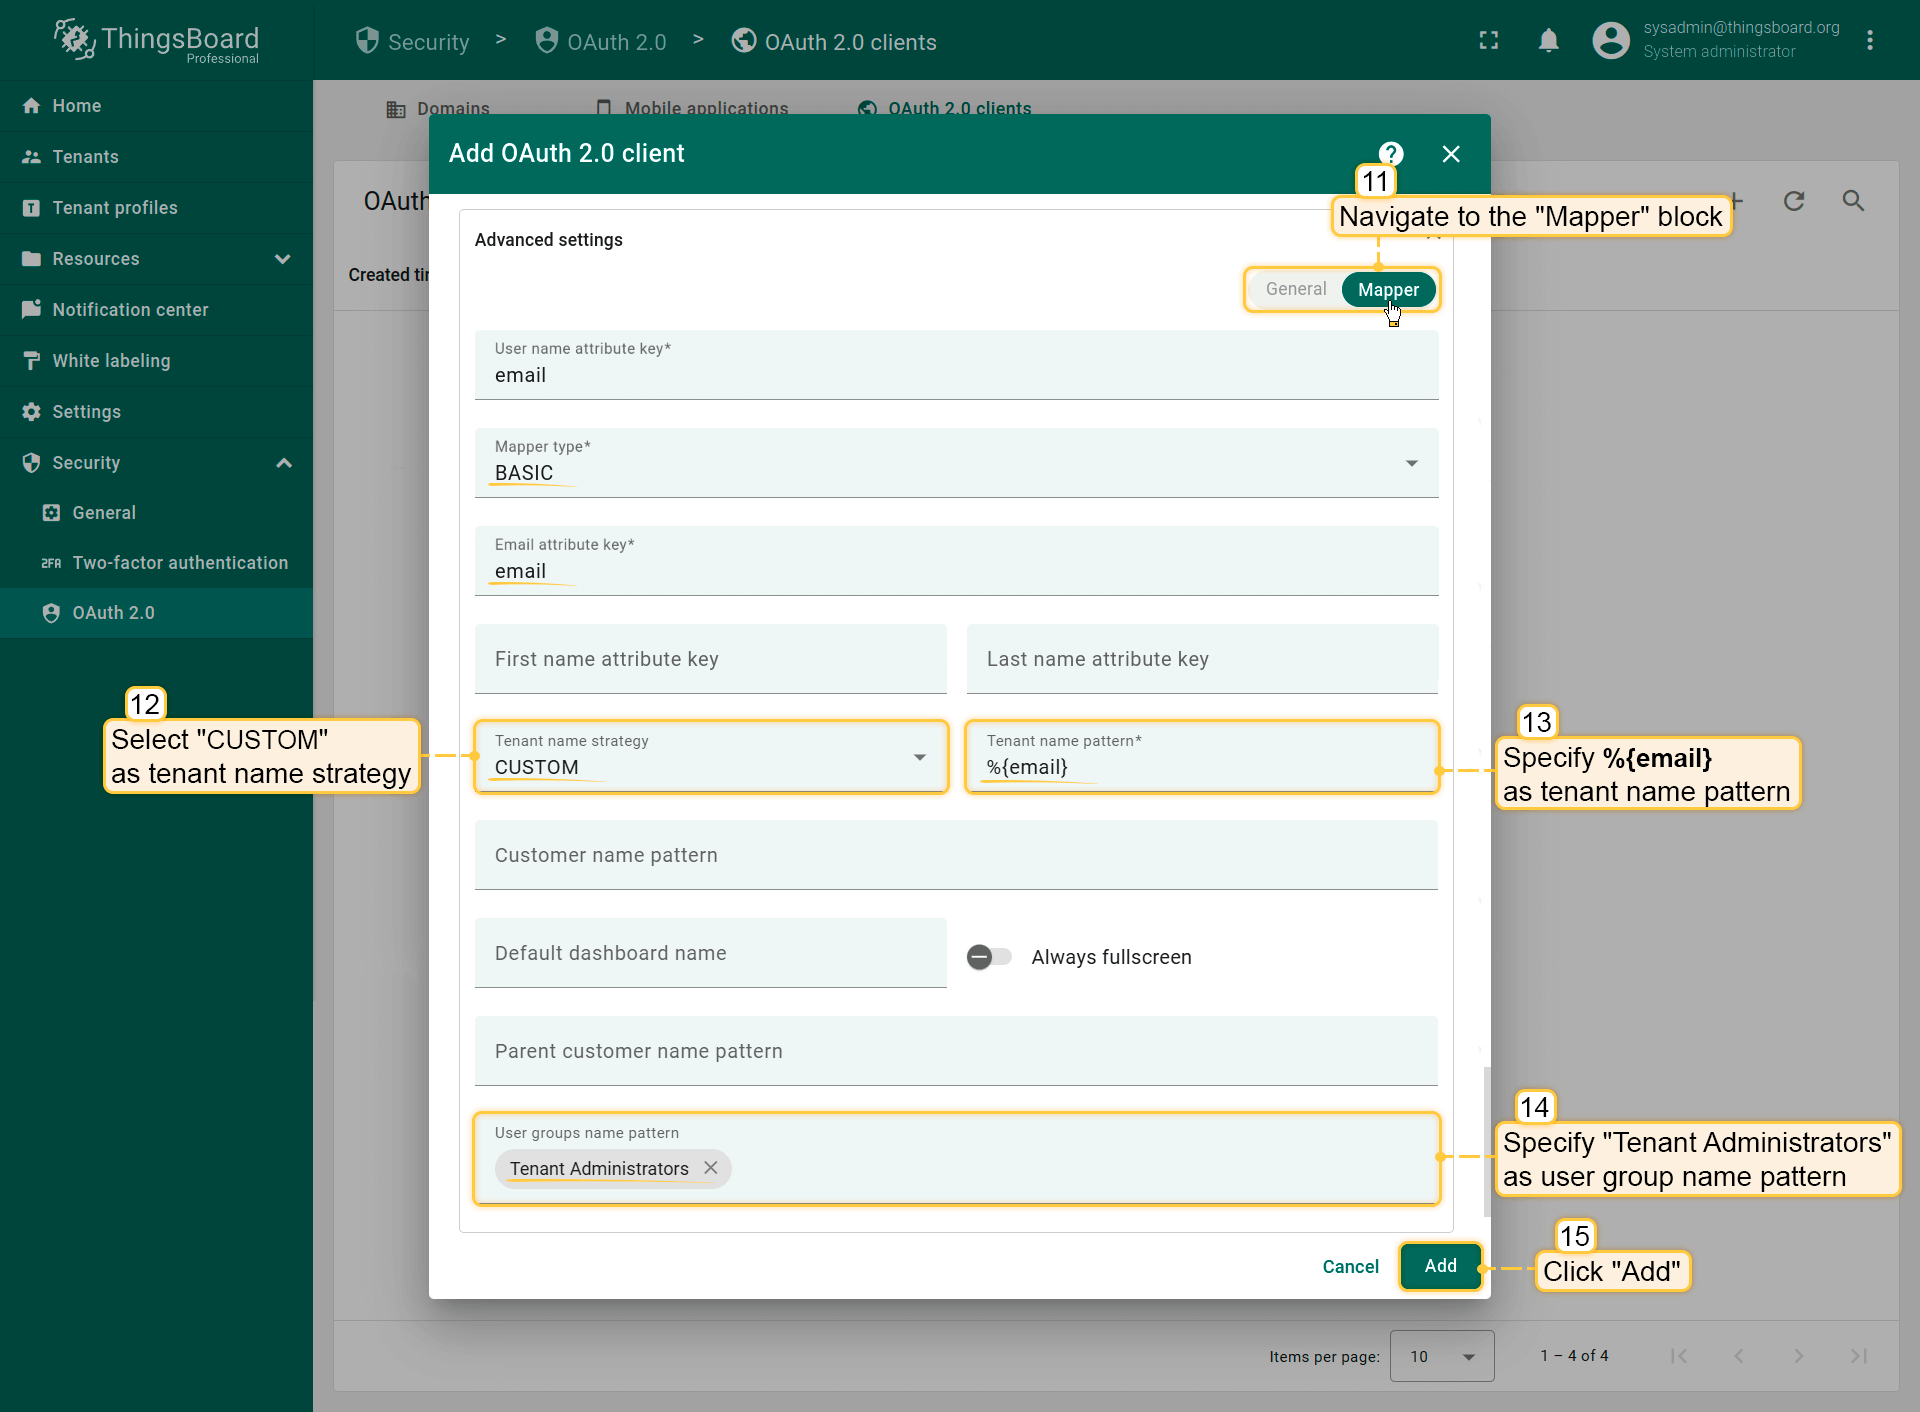 ThingsBoard
Professional
Security > OAuth 2.0 > OAuth 2.0 clients
sysadmin@thingsboard.org
System administrator
Home
Tenants
Tenant profiles
Resources
Notification center
White labeling
Settings
Security
General
2FA Two-factor authentication
OAuth 2.0
Domains Mobile applications OAuth 2.0 clients
OAuth
Created ti
Add OAuth 2.0 client
11
Navigate to the "Mapper" block
Advanced settings
General Mapper
User name attribute key*
email
Mapper type*
BASIC
Email attribute key*
email
First name attribute key Last name attribute key
12
Select "CUSTOM"
as tenant name strategy
Tenant name strategy
CUSTOM
Tenant name pattern*
%{email}
13
Specify %{email}
as tenant name pattern
Customer name pattern
Default dashboard name Always fullscreen
Parent customer name pattern
User groups name pattern
Tenant Administrators
14
Specify "Tenant Administrators"
as user group name pattern
Cancel Add
15
Click "Add"
Items per page: 10 1 – 4 of 4